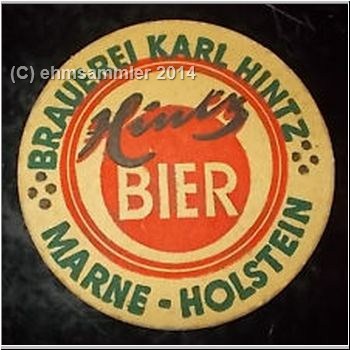 BRAUEREI KARL HINTZ
(C) ehmsammler 2014
Hintz
BIER
MARNE - HOLSTEIN